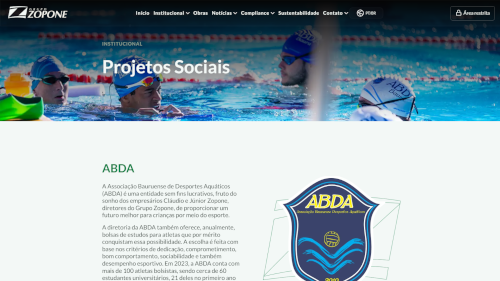 GRUPO
ZOPONE
Início Institucional Obras Notícias Compliance Sustentabilidade Contato PT-BR Área restrita
INSTITUCIONAL
Projetos Sociais
ABDA
A Associação Bauruense de Desportes Aquáticos
(ABDA) é uma entidade sem fins lucrativos, fruto do
sonho dos empresários Cláudio e Júnior Zopone,
diretores do Grupo Zopone, de proporcionar um
futuro melhor para crianças por meio do esporte.
A diretoria da ABDA também oferece, anualmente,
bolsas de estudos para atletas que por mérito
conquistam essa possibilidade. A escolha é feita com
base nos critérios de dedicação, comprometimento,
bom comportamento, sociabilidade e também
desempenho esportivo. Em 2023, a ABDA conta com
mais de 100 atletas bolsistas, sendo cerca de 60
estudantes universitários, 21 deles no primeiro ano
ABDA
Associação Bauruense Desportes Aquáticos
2010